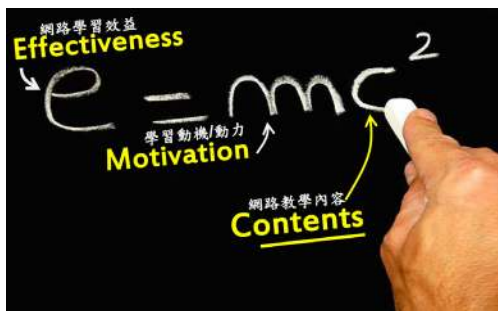 網路學習效益
Effectiveness
e = mc²
學習動機/動力
Motivation
網路教學內容
Contents